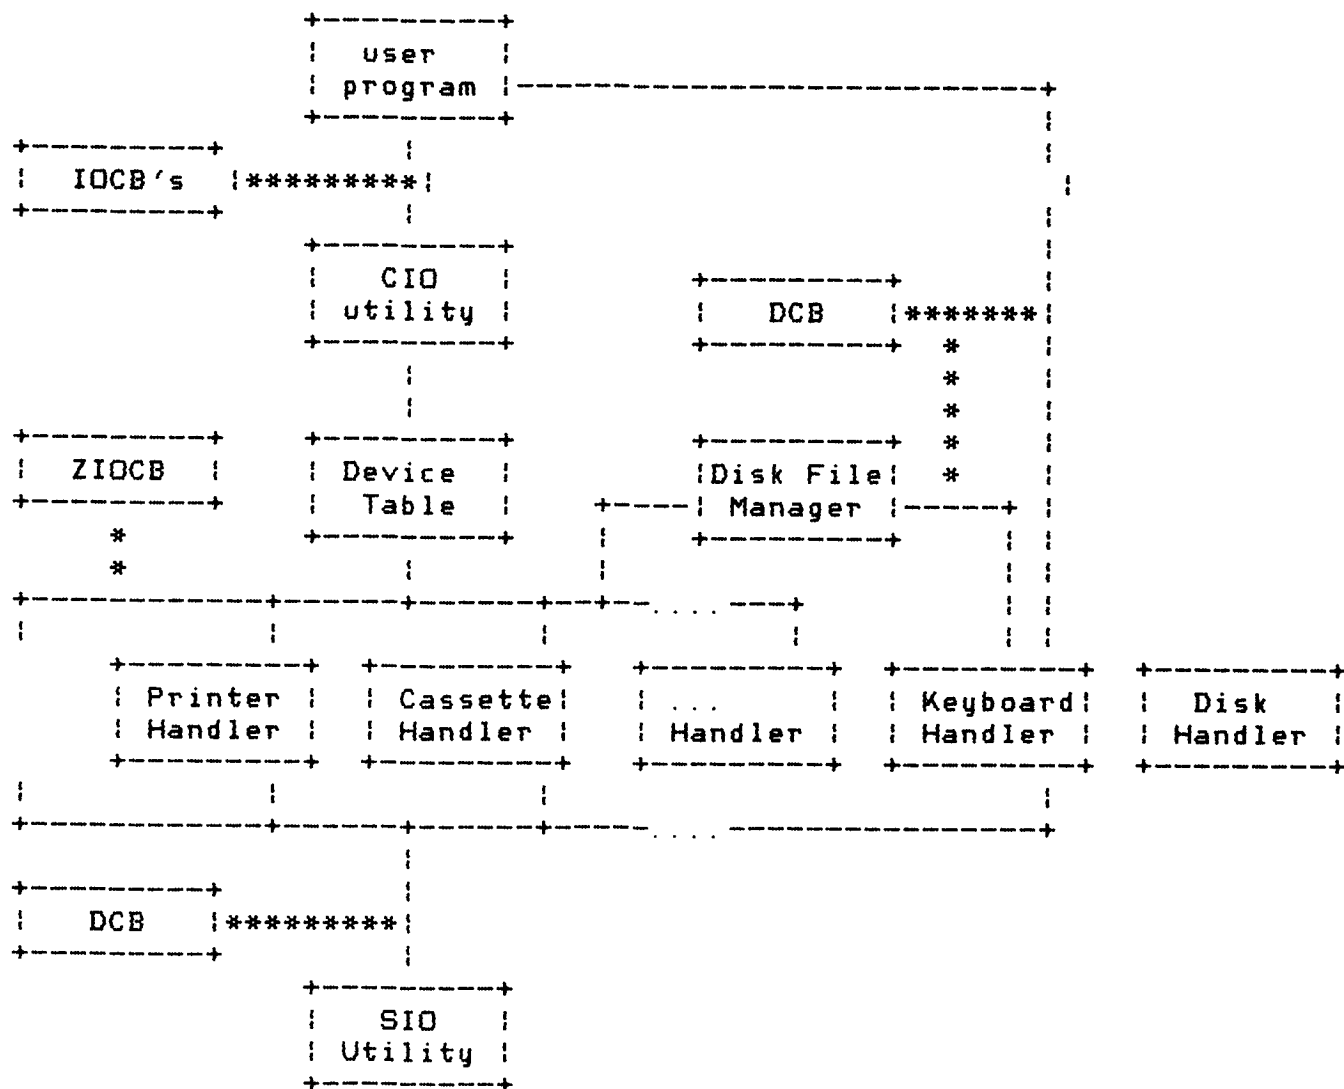 user
program
IOCB's
CIO
utility
DCB
ZIOCB
Device
Table
Disk File
Manager
....
Printer
Handler
Cassette
Handler
...
Handler
Keyboard
Handler
Disk
Handler
....
DCB
SIO
Utility